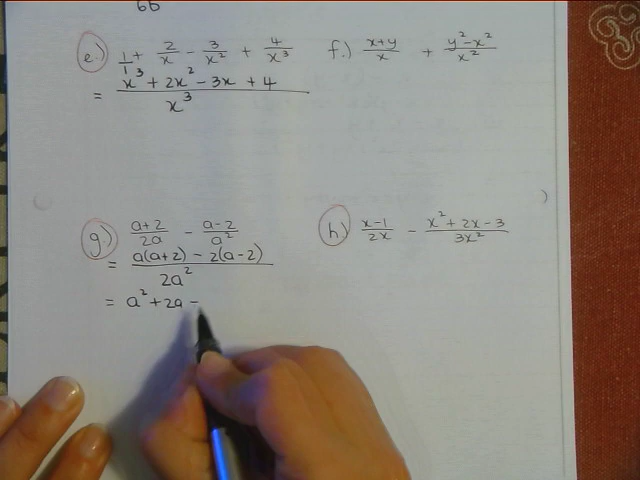 66
e.) 1/1 + 2/x - 3/x² + 4/x³
= (x³ + 2x² - 3x + 4)/x³
f.) (x+y)/x + (y²-x²)/x²
g.) (a+2)/2a - (a-2)/a²
= (a(a+2) - 2(a-2))/2a²
= a² + 2a -
h.) (x-1)/2x - (x²+2x-3)/3x²